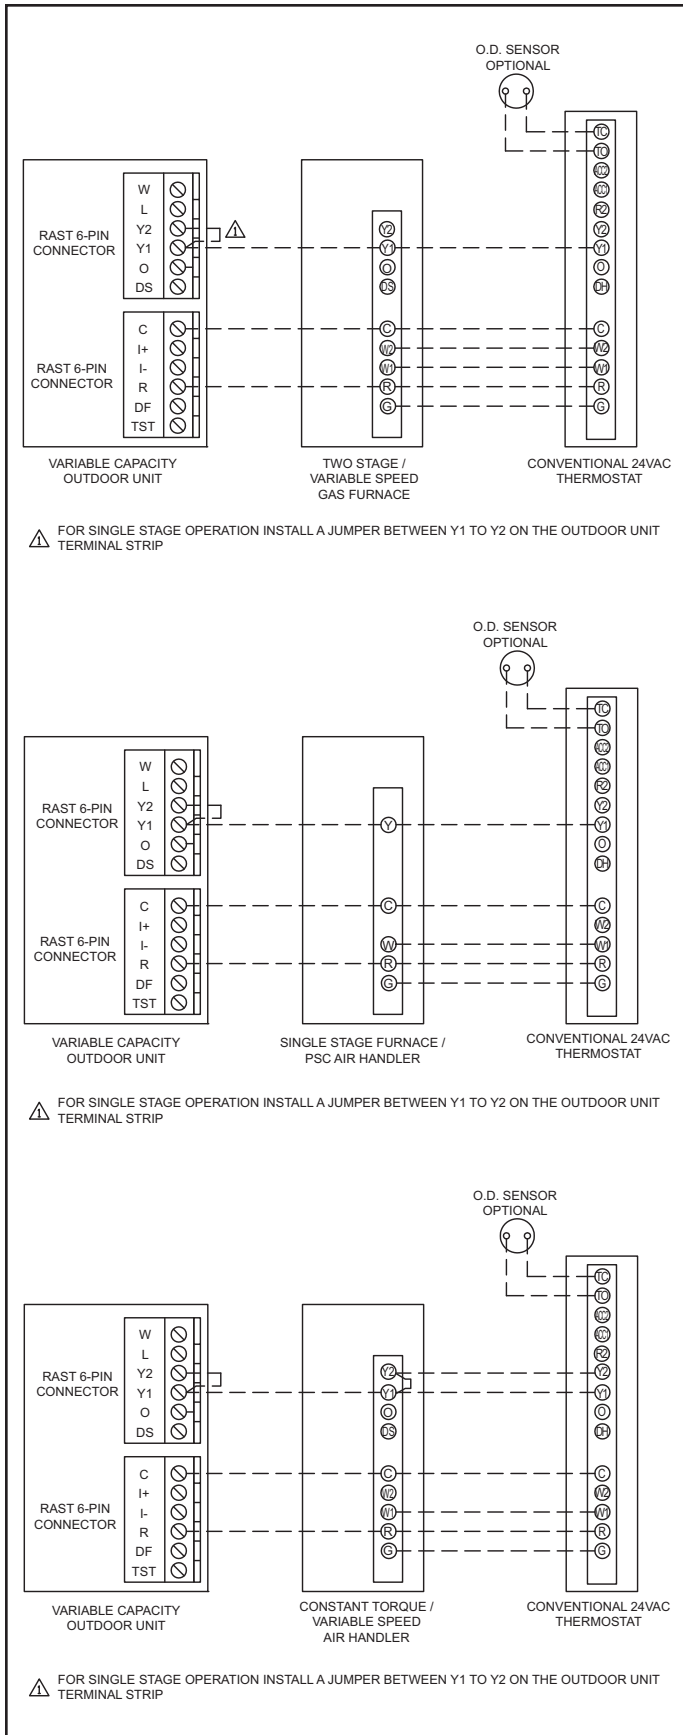 O.D. SENSOR
OPTIONAL
RAST 6-PIN
CONNECTOR
W
L
Y2
Y1
O
DS
RAST 6-PIN
CONNECTOR
C
I+
I-
R
DF
TST
VARIABLE CAPACITY
OUTDOOR UNIT
1
Y2
Y1
O
DS
C
W2
W1
R
G
TWO STAGE /
VARIABLE SPEED
GAS FURNACE
TC
TO
ACC2
ACC1
R2
Y2
Y1
O
DH
C
W2
W1
R
G
CONVENTIONAL 24VAC
THERMOSTAT
1 FOR SINGLE STAGE OPERATION INSTALL A JUMPER BETWEEN Y1 TO Y2 ON THE OUTDOOR UNIT
TERMINAL STRIP
O.D. SENSOR
OPTIONAL
RAST 6-PIN
CONNECTOR
W
L
Y2
Y1
O
DS
RAST 6-PIN
CONNECTOR
C
I+
I-
R
DF
TST
VARIABLE CAPACITY
OUTDOOR UNIT
Y
C
W
R
G
SINGLE STAGE FURNACE /
PSC AIR HANDLER
TC
TO
ACC2
ACC1
R2
Y2
Y1
O
DH
C
W2
W1
R
G
CONVENTIONAL 24VAC
THERMOSTAT
1 FOR SINGLE STAGE OPERATION INSTALL A JUMPER BETWEEN Y1 TO Y2 ON THE OUTDOOR UNIT
TERMINAL STRIP
O.D. SENSOR
OPTIONAL
RAST 6-PIN
CONNECTOR
W
L
Y2
Y1
O
DS
RAST 6-PIN
CONNECTOR
C
I+
I-
R
DF
TST
VARIABLE CAPACITY
OUTDOOR UNIT
Y2
Y1
O
DS
C
W2
W1
R
G
CONSTANT TORQUE /
VARIABLE SPEED
AIR HANDLER
TC
TO
ACC2
ACC1
R2
Y2
Y1
O
DH
C
W2
W1
R
G
CONVENTIONAL 24VAC
THERMOSTAT
1 FOR SINGLE STAGE OPERATION INSTALL A JUMPER BETWEEN Y1 TO Y2 ON THE OUTDOOR UNIT
TERMINAL STRIP